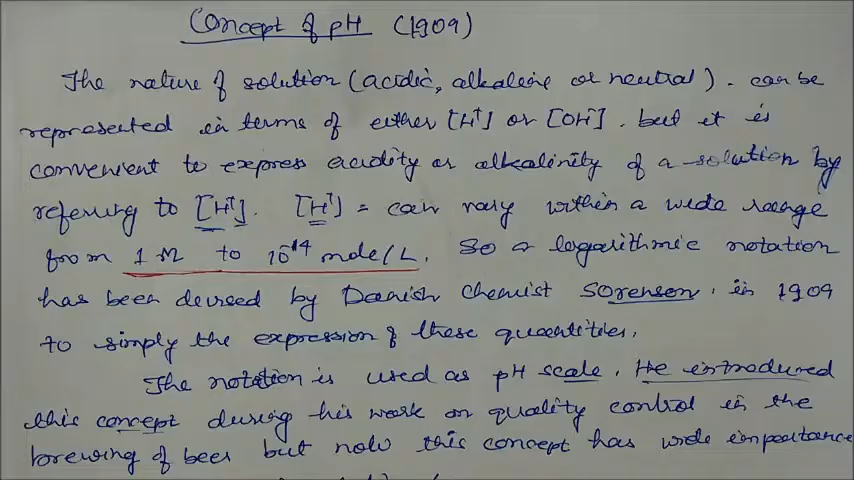 Concept of pH (1909)
The nature of solution (acidic, alkaline or neutral). can be
represented in terms of either [H⁺] or [OH⁻]. but it is
convenient to express acidity or alkalinity of a solution by
referring to [H⁺]. [H⁺] = can vary within a wide range
from 1 M to 10⁻¹⁴ mole/L. So a logarithmic notation
has been devised by Danish chemist Sorenson. in 1909
to simply the expression of these quantities.
The notation is used as pH scale. He introduced
this concept during his work on quality control in the
brewing of beer but now this concept has wide importance